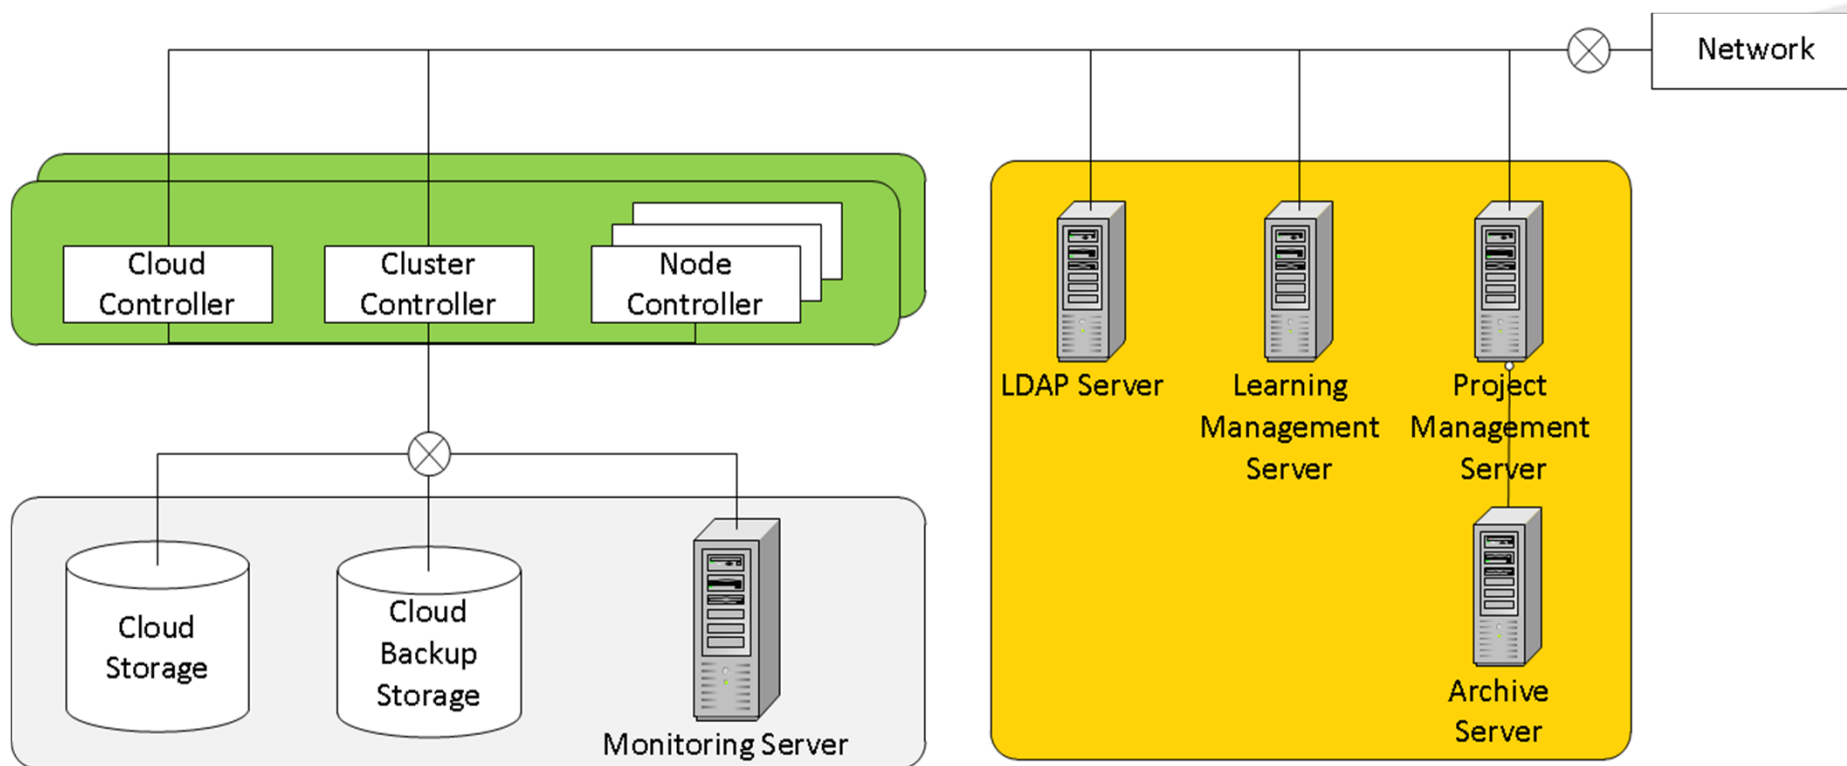 Network
Cloud
Controller
Cluster
Controller
Node
Controller
LDAP Server
Learning
Management
Server
Project
Management
Server
Cloud
Storage
Cloud
Backup
Storage
Monitoring Server
Archive
Server